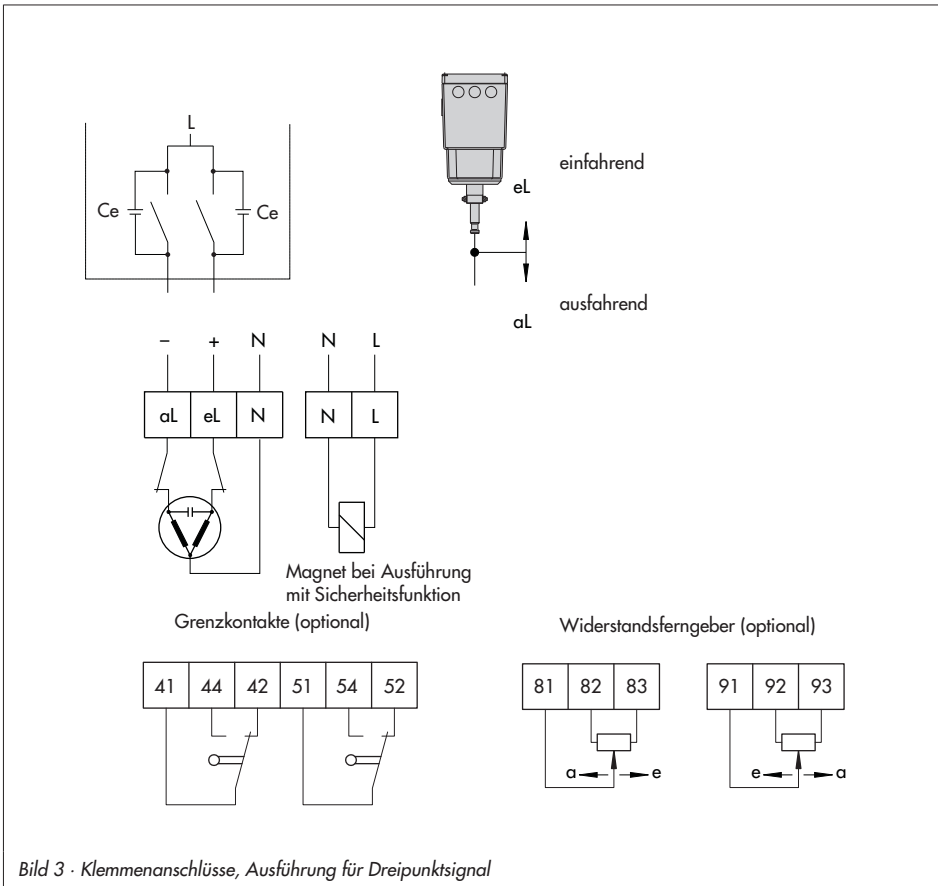 L
Ce
Ce
einfahrend
eL
ausfahrend
aL
– + N N L
aL eL N N L
Magnet bei Ausführung
mit Sicherheitsfunktion
Grenzkontakte (optional)
Widerstandsferngeber (optional)
41 44 42 51 54 52
81 82 83 91 92 93
a e e a
Bild 3 · Klemmenanschlüsse, Ausführung für Dreipunktsignal